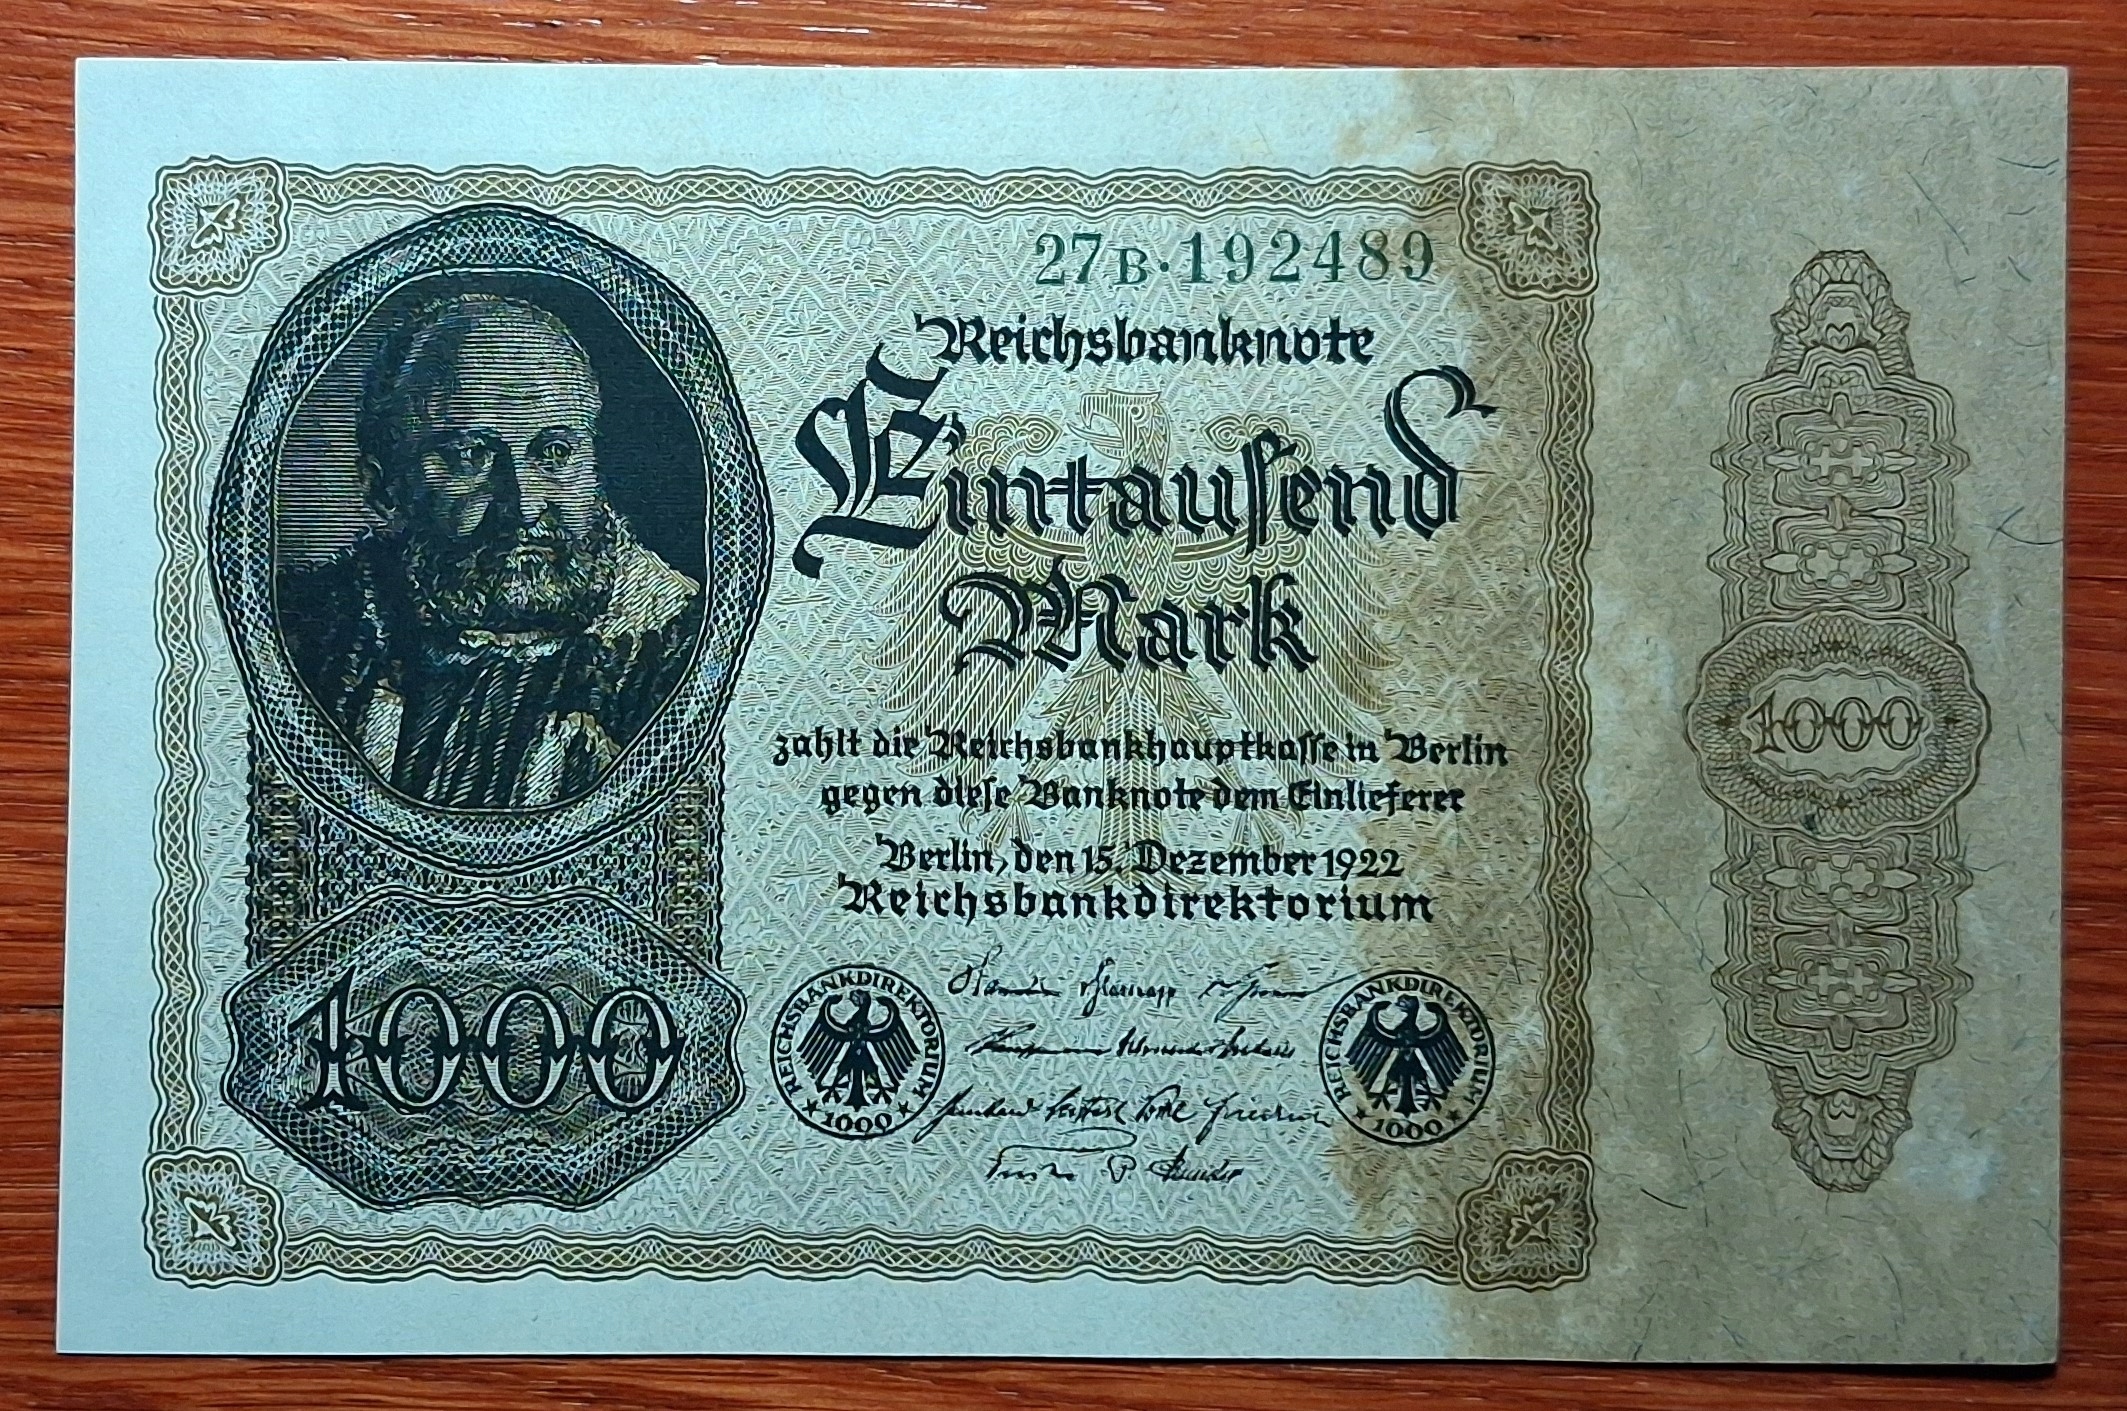 27B·192489
Reichsbanknote
Eintausend
Mark
zahlt die Reichsbankhauptkasse in Berlin
gegen diese Banknote dem Einlieferer
Berlin, den 15. Dezember 1922
Reichsbankdirektorium
1000
REICHSBANKDIREKTORIUM
1000
REICHSBANKDIREKTORIUM
1000
1000